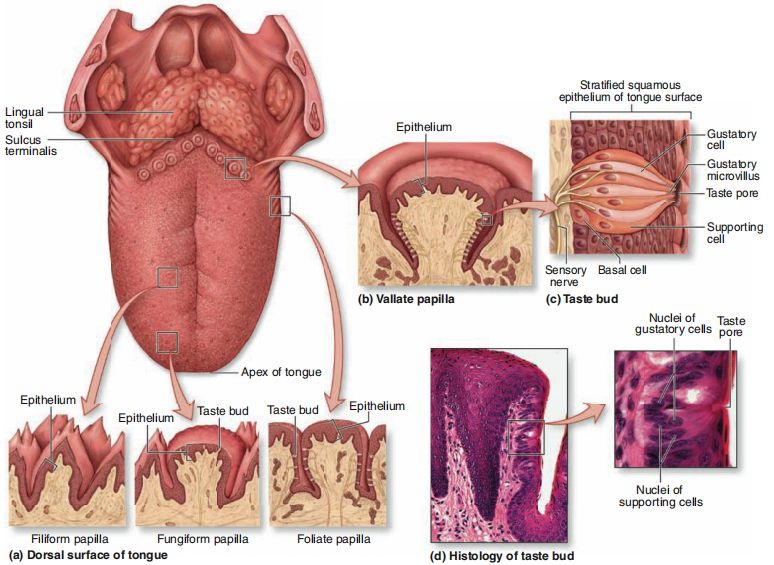 Lingual
tonsil
Sulcus
terminalis
Apex of tongue
Epithelium
Epithelium
Taste bud
Taste bud
Epithelium
Filiform papilla
Fungiform papilla
Foliate papilla
(a) Dorsal surface of tongue
Epithelium
(b) Vallate papilla
Stratified squamous
epithelium of tongue surface
Gustatory
cell
Gustatory
microvillus
Taste pore
Supporting
cell
Sensory
nerve
Basal cell
(c) Taste bud
Nuclei of
gustatory cells
Taste
pore
Nuclei of
supporting cells
(d) Histology of taste bud